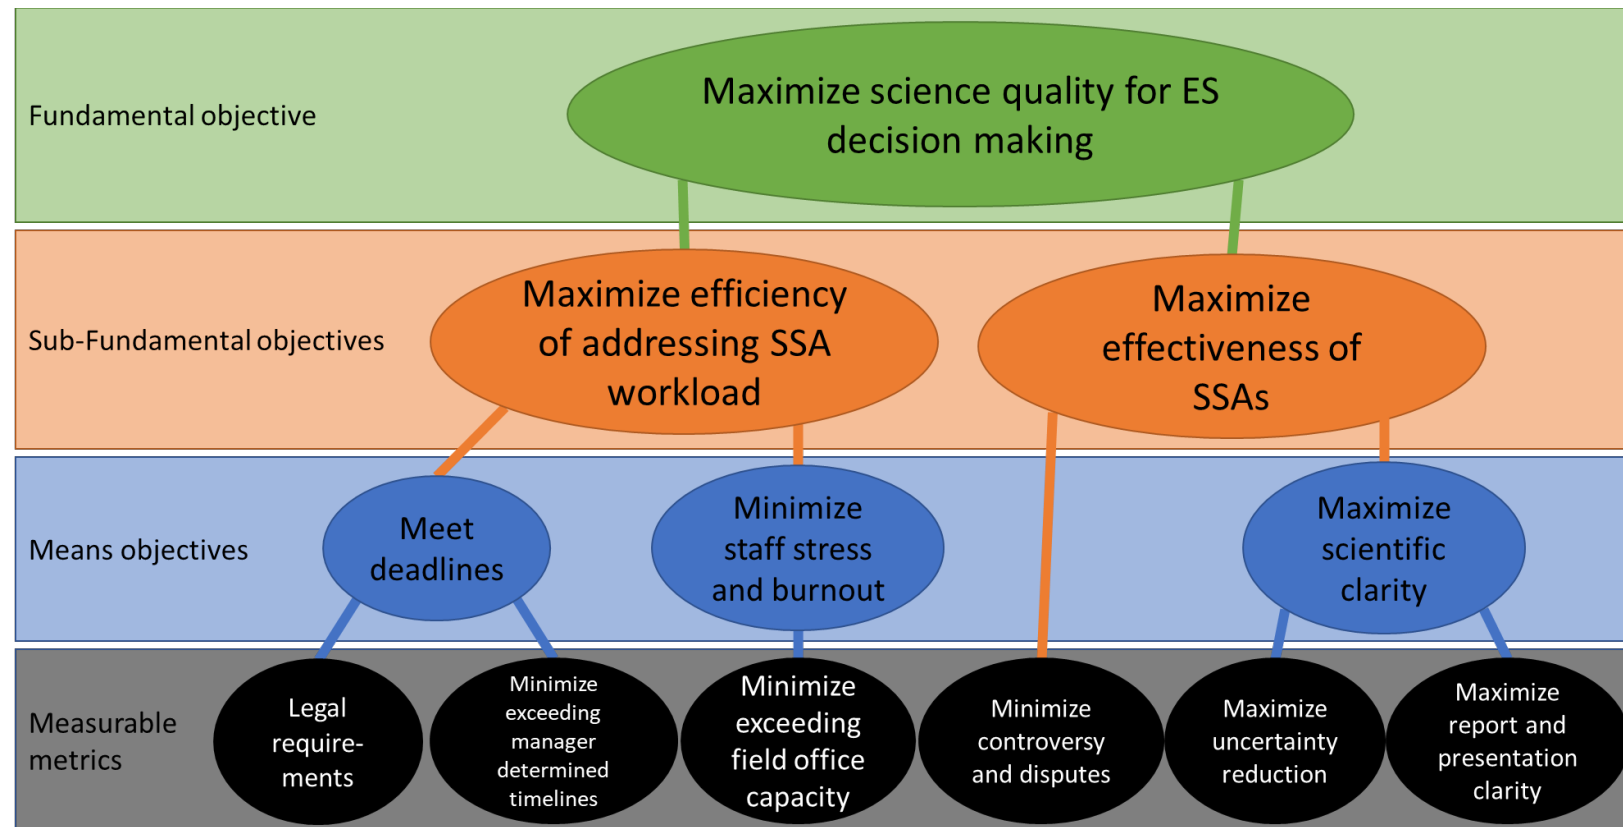 Fundamental objective
Maximize science quality for ES
decision making
Sub-Fundamental objectives
Maximize efficiency
of addressing SSA
workload
Maximize
effectiveness of
SSAs
Means objectives
Meet
deadlines
Minimize
staff stress
and burnout
Maximize
scientific
clarity
Measurable
metrics
Legal
require-
ments
Minimize
exceeding
manager
determined
timelines
Minimize
exceeding
field office
capacity
Minimize
controversy
and disputes
Maximize
uncertainty
reduction
Maximize
report and
presentation
clarity